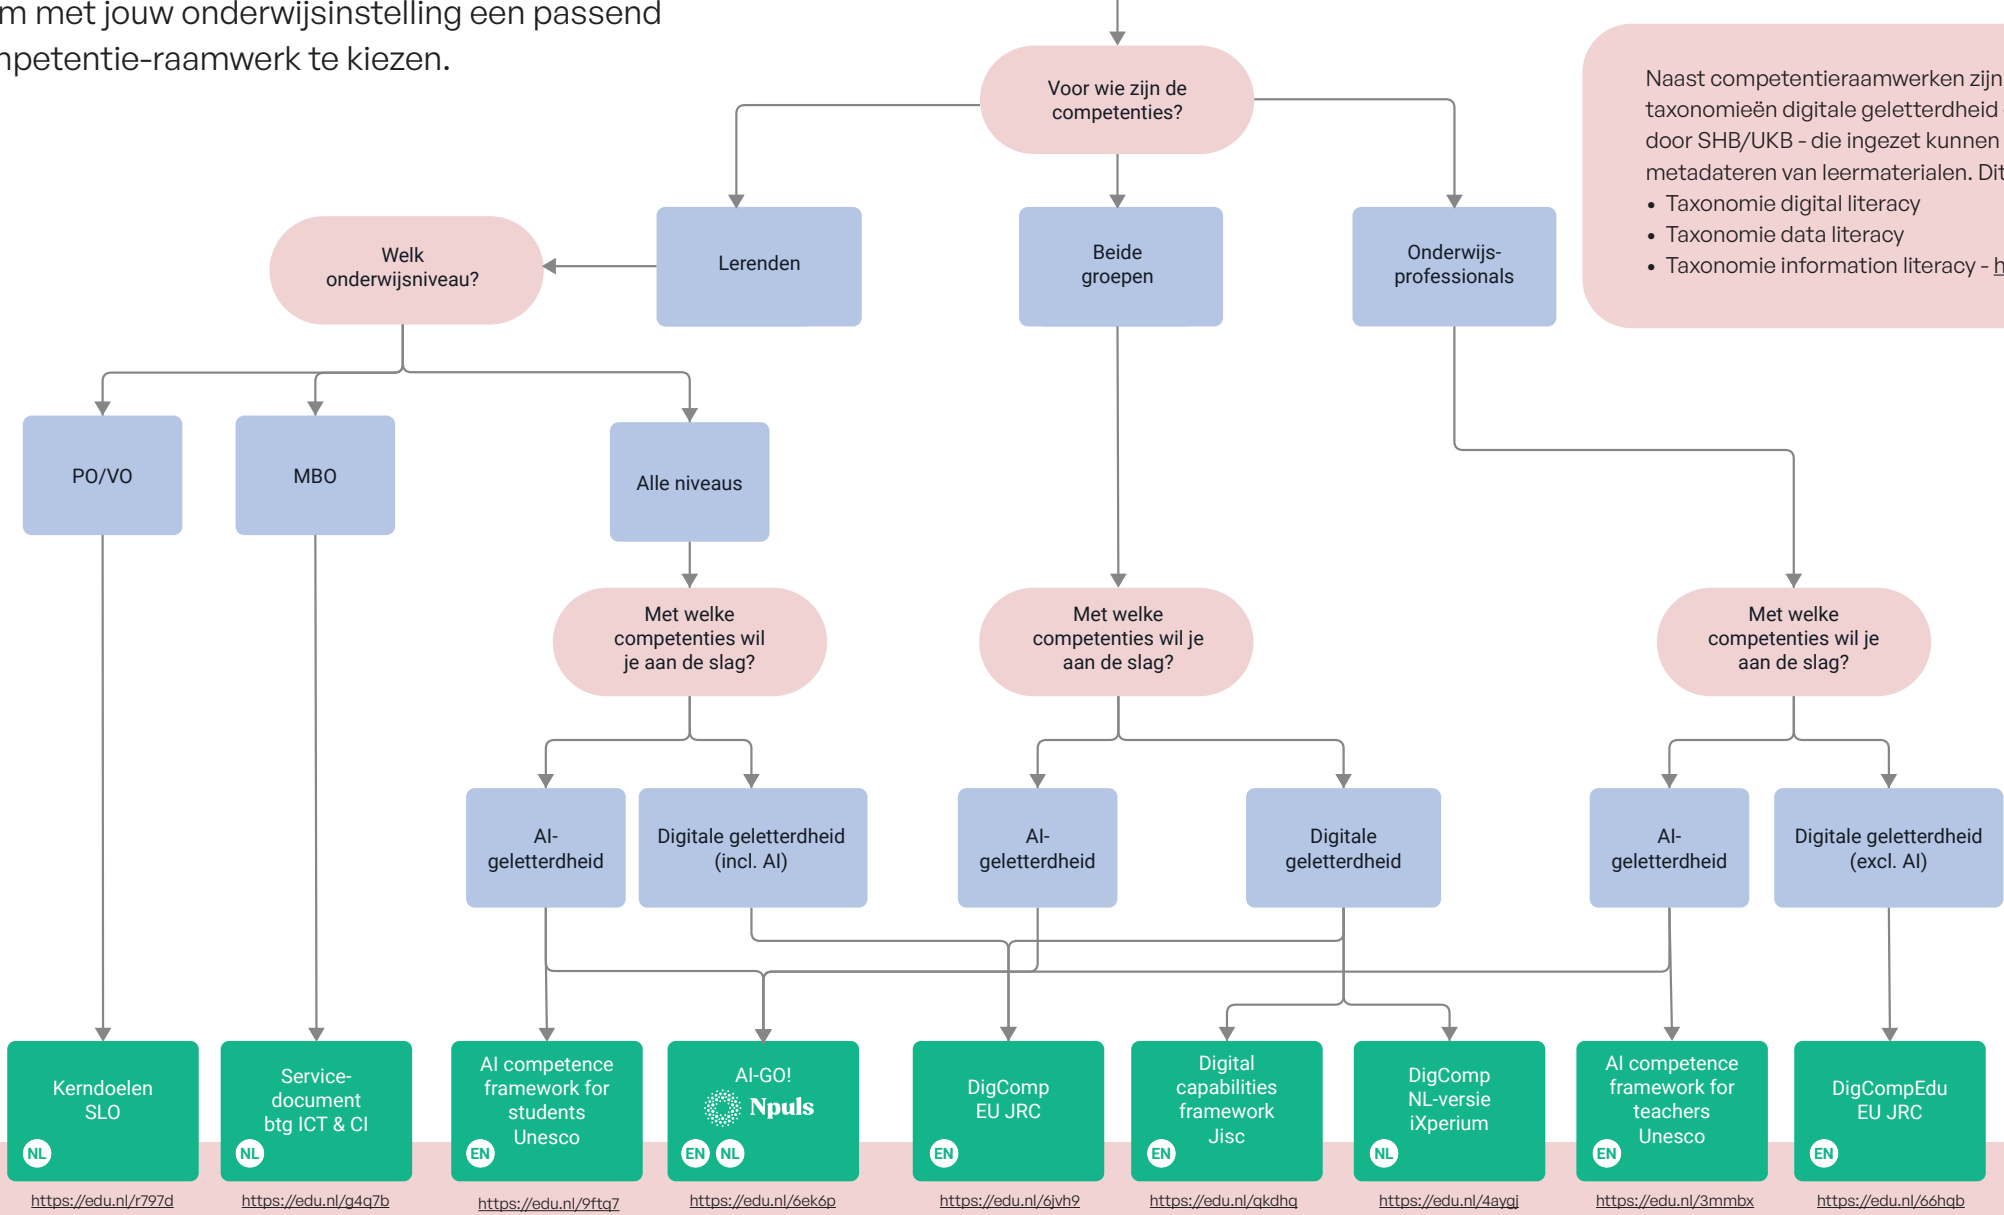 met jouw onderwijsinstelling een passend
competentie-raamwerk te kiezen.
Voor wie zijn de
competenties?
Naast competentieraamwerken zijn
taxonomieën digitale geletterdheid
door SHB/UKB - die ingezet kunnen
metadateren van leermaterialen. Dit
• Taxonomie digital literacy
• Taxonomie data literacy
• Taxonomie information literacy - h
Welk
onderwijsniveau?
Lerenden
Beide
groepen
Onderwijs-
professionals
PO/VO
MBO
Alle niveaus
Met welke
competenties wil
je aan de slag?
Met welke
competenties wil je
aan de slag?
Met welke
competenties wil je
aan de slag?
AI-
geletterdheid
Digitale geletterdheid
(incl. AI)
AI-
geletterdheid
Digitale
geletterdheid
AI-
geletterdheid
Digitale geletterdheid
(excl. AI)
Kerndoelen
SLO
NL
Service-
document
btg ICT & CI
NL
AI competence
framework for
students
Unesco
EN
AI-GO!
Npuls
EN NL
DigComp
EU JRC
EN
Digital
capabilities
framework
Jisc
EN
DigComp
NL-versie
iXperium
NL
AI competence
framework for
teachers
Unesco
EN
DigCompEdu
EU JRC
EN
https://edu.nl/r797d
https://edu.nl/g4q7b
https://edu.nl/9ftq7
https://edu.nl/6ek6p
https://edu.nl/6jvh9
https://edu.nl/qkdhq
https://edu.nl/4aygj
https://edu.nl/3mmbx
https://edu.nl/66hqb